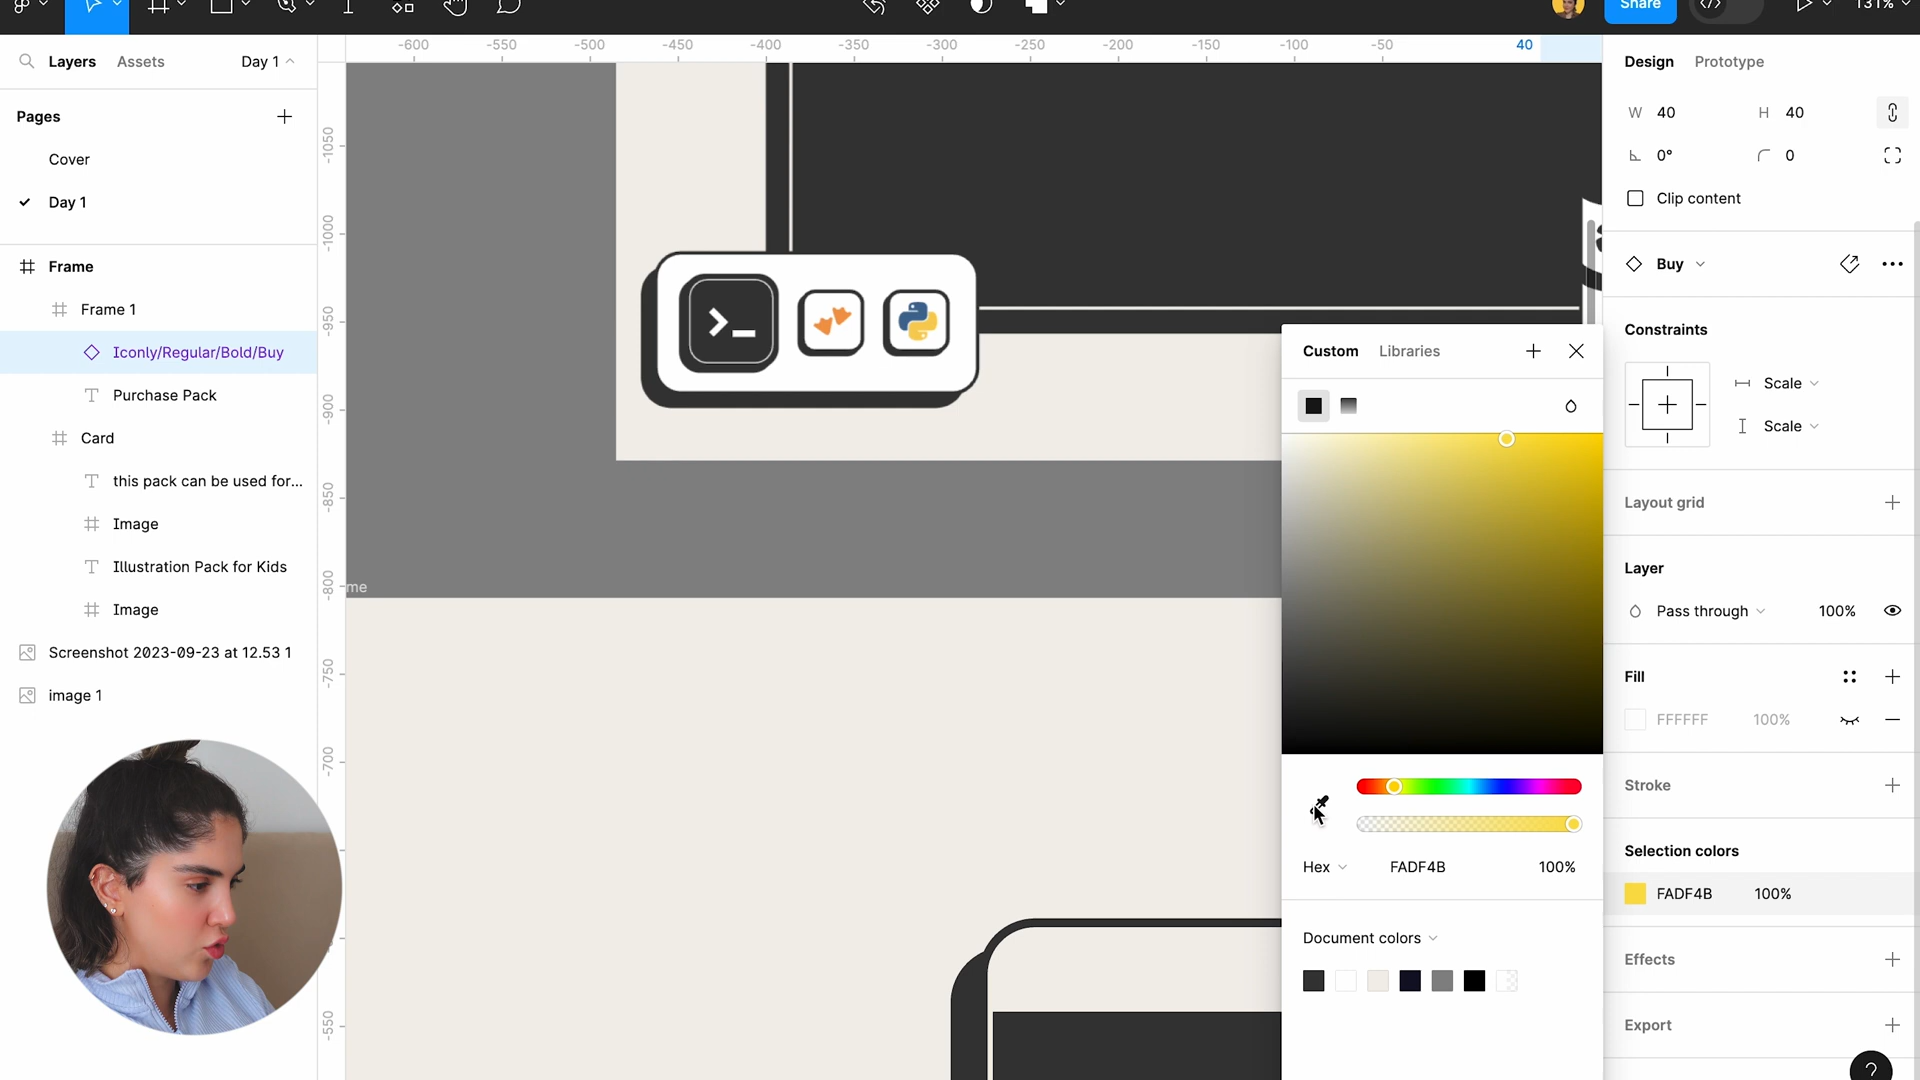 Share
131%
Layers
Assets
Day 1
Pages
Cover
Day 1
Frame
Frame 1
Iconly/Regular/Bold/Buy
Purchase Pack
Card
this pack can be used for...
Image
Illustration Pack for Kids
Image
Screenshot 2023-09-23 at 12.53 1
image 1
-600
-550
-500
-450
-400
-350
-300
-250
-200
-150
-100
-50
40
-1050
-1000
-950
-900
-850
-800
-750
-700
-550
me
Custom
Libraries
Hex
FADF4B
100%
Document colors
Design
Prototype
W 40
H 40
0°
0
Clip content
Buy
Constraints
Scale
Scale
Layout grid
Layer
Pass through
100%
Fill
FFFFFF
100%
Stroke
Selection colors
FADF4B
100%
Effects
Export
?